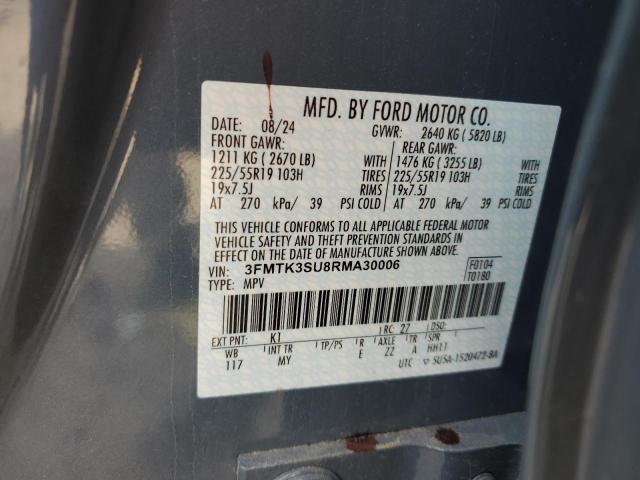 MFD. BY FORD MOTOR CO.
DATE: 08/24 GVWR: 2640 KG ( 5820 LB)
FRONT GAWR: REAR GAWR:
1211 KG ( 2670 LB) WITH 1476 KG ( 3255 LB) WITH
225/55R19 103H TIRES 225/55R19 103H TIRES
19x7.5J RIMS 19x7.5J RIMS
AT 270 kPa/ 39 PSI COLD AT 270 kPa/ 39 PSI COLD
THIS VEHICLE CONFORMS TO ALL APPLICABLE FEDERAL MOTOR
VEHICLE SAFETY AND THEFT PREVENTION STANDARDS IN
EFFECT ON THE DATE OF MANUFACTURE SHOWN ABOVE.
VIN: 3FMTK3SU8RMA30006 F0104
TYPE: MPV T0180
EXT PNT: K1 RC: 27 DSO:
WB INT TR TP/PS R AXLE TR SPR
117 MY E ZZ A HH11
UTC 5U5A-1520472-BA